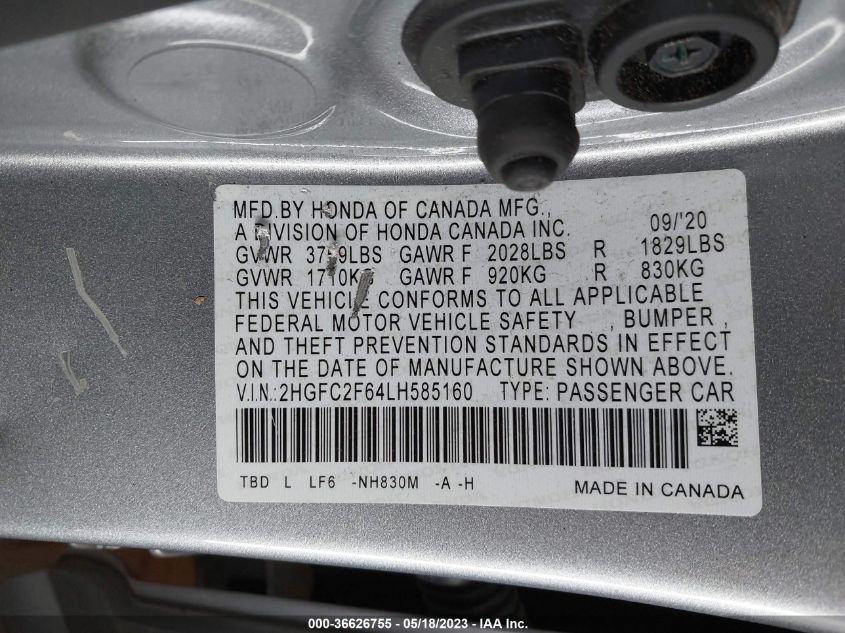 MFD.BY HONDA OF CANADA MFG.,
A DIVISION OF HONDA CANADA INC. 09/'20
GVWR GAWR F 2028LBS R 1829LBS
GVWR 1710KG GAWR F 920KG R 830KG
THIS VEHICLE CONFORMS TO ALL APPLICABLE
FEDERAL MOTOR VEHICLE SAFETY , BUMPER ,
AND THEFT PREVENTION STANDARDS IN EFFECT
ON THE DATE OF MANUFACTURE SHOWN ABOVE.
V.I.N.:2HGFC2F64LH585160 TYPE: PASSENGER CAR
TBD L LF6 -NH830M -A -H
MADE IN CANADA
000-36626755 - 05/18/2023 - IAA Inc.